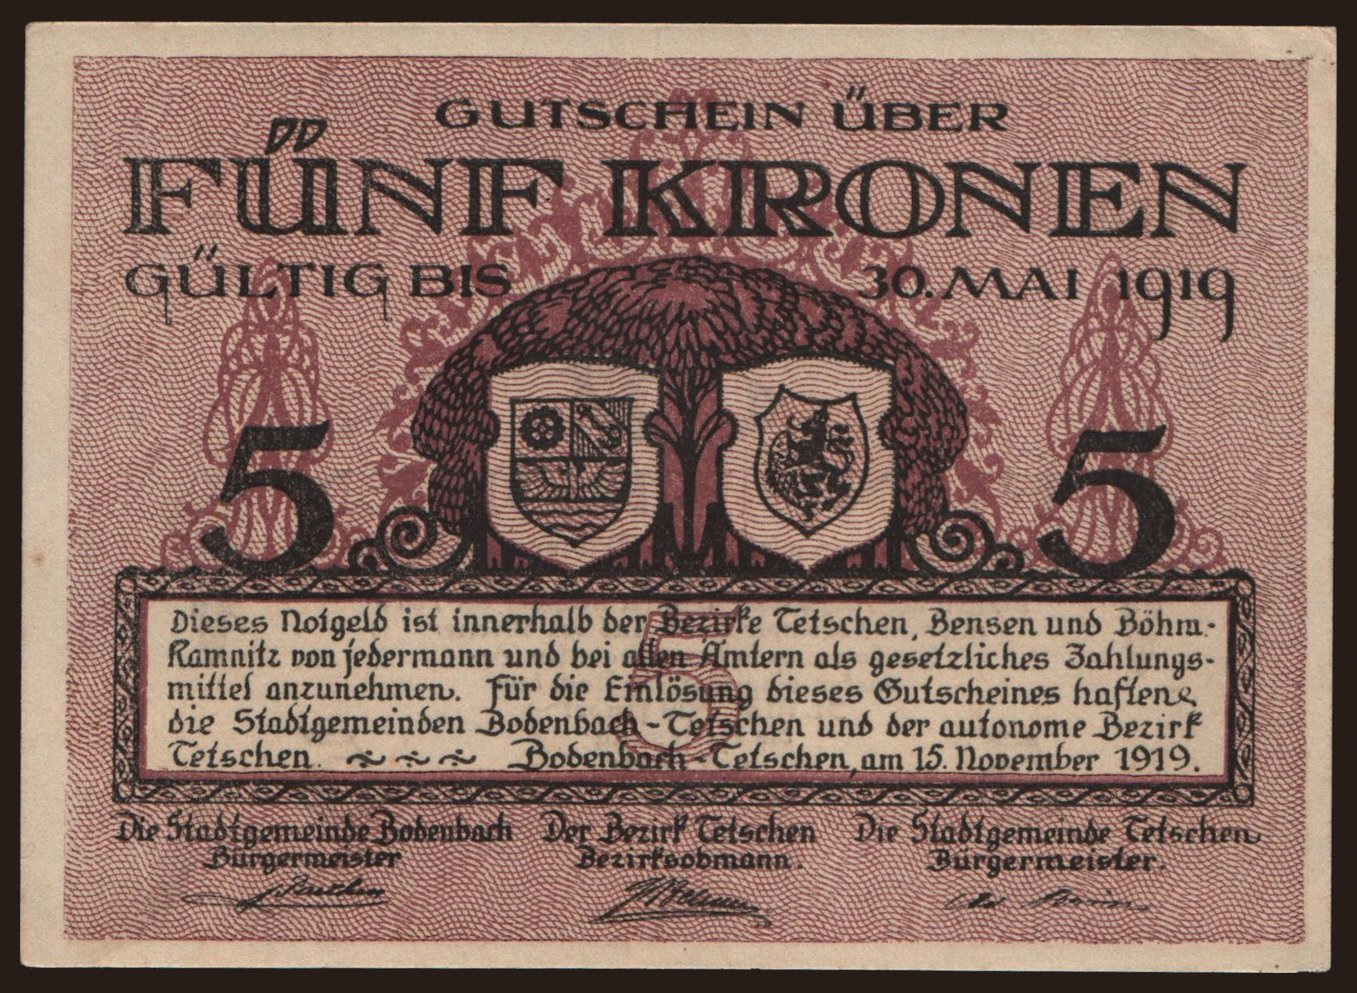 GUTSCHEIN ÜBER
FÜNF KRONEN
GÜLTIG BIS 30. MAI 1919
5 5
Dieses Notgeld ist innerhalb der Bezirke Tetschen, Bensen und Böhm.-
Kamnitz von jedermann und bei allen Ämtern als gesetzliches Zahlungs-
mittel anzunehmen. Für die Einlösung dieses Gutscheines haften
die Stadtgemeinden Bodenbach-Tetschen und der autonome Bezirk
Tetschen. Bodenbach-Tetschen, am 15. November 1919.
5
Die Stadtgemeinde Bodenbach Der Bezirk Tetschen Die Stadtgemeinde Tetschen
Bürgermeister Bezirksobmann. Bürgermeister.